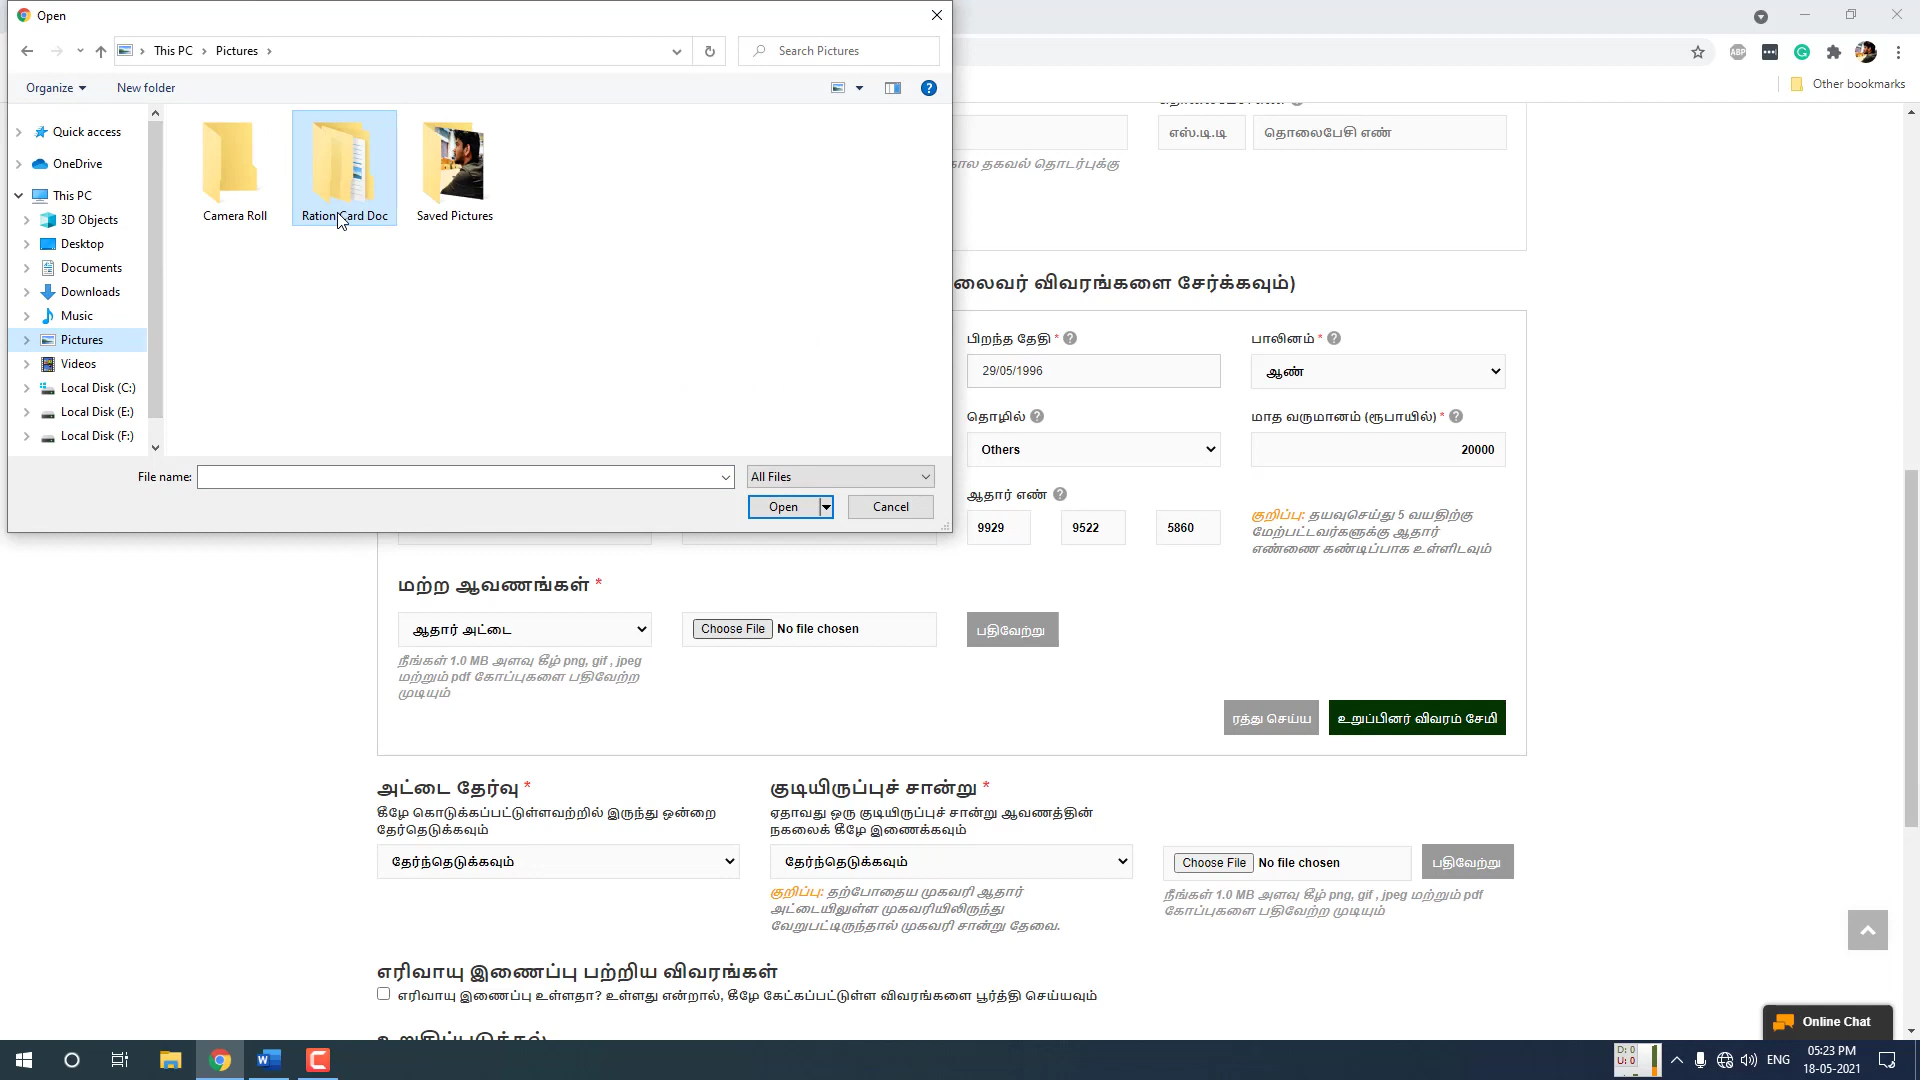 Open
This PC
Pictures
Search Pictures
Organize
New folder
ABP
Other bookmarks
Quick access
OneDrive
This PC
3D Objects
Desktop
Documents
Downloads
Music
Pictures
Videos
Local Disk (C:)
Local Disk (E:)
Local Disk (F:)
Camera Roll
Ration Card Doc
Saved Pictures
File name:
All Files
Open
Cancel
எஸ்.டி.டி
தொலைபேசி எண்
கால தகவல் தொடர்புக்கு
லைவர் விவரங்களை சேர்க்கவும்)
பிறந்த தேதி *
பாலினம் *
29/05/1996
ஆண்
தொழில்
மாத வருமானம் (ரூபாயில்) *
Others
20000
ஆதார் எண்
9929
9522
5860
குறிப்பு: தயவுசெய்து 5 வயதிற்கு
மேற்பட்டவர்களுக்கு ஆதார்
எண்ணை கண்டிப்பாக உள்ளிடவும்
மற்ற ஆவணங்கள் *
ஆதார் அட்டை
Choose File No file chosen
பதிவேற்று
நீங்கள் 1.0 MB அளவு கீழ் png, gif , jpeg
மற்றும் pdf கோப்புகளை பதிவேற்ற
முடியும்
ரத்து செய்ய
உறுப்பினர் விவரம் சேமி
அட்டை தேர்வு *
கீழே கொடுக்கப்பட்டுள்ளவற்றில் இருந்து ஒன்றை
தேர்தெடுக்கவும்
தேர்ந்தெடுக்கவும்
குடியிருப்புச் சான்று *
ஏதாவது ஒரு குடியிருப்புச் சான்று ஆவணத்தின்
நகலைக் கீழே இணைக்கவும்
தேர்ந்தெடுக்கவும்
குறிப்பு: தற்போதைய முகவரி ஆதார்
அட்டையிலுள்ள முகவரியிலிருந்து
வேறுபட்டிருந்தால் முகவரி சான்று தேவை.
Choose File No file chosen
பதிவேற்று
நீங்கள் 1.0 MB அளவு கீழ் png, gif , jpeg மற்றும் pdf
கோப்புகளை பதிவேற்ற முடியும்
எரிவாயு இணைப்பு பற்றிய விவரங்கள்
எரிவாயு இணைப்பு உள்ளதா? உள்ளது என்றால், கீழே கேட்கப்பட்டுள்ள விவரங்களை பூர்த்தி செய்யவும்
உறுதிப்படுத்தல்
Online Chat
D: 0
U: 0
ENG
05:23 PM
18-05-2021